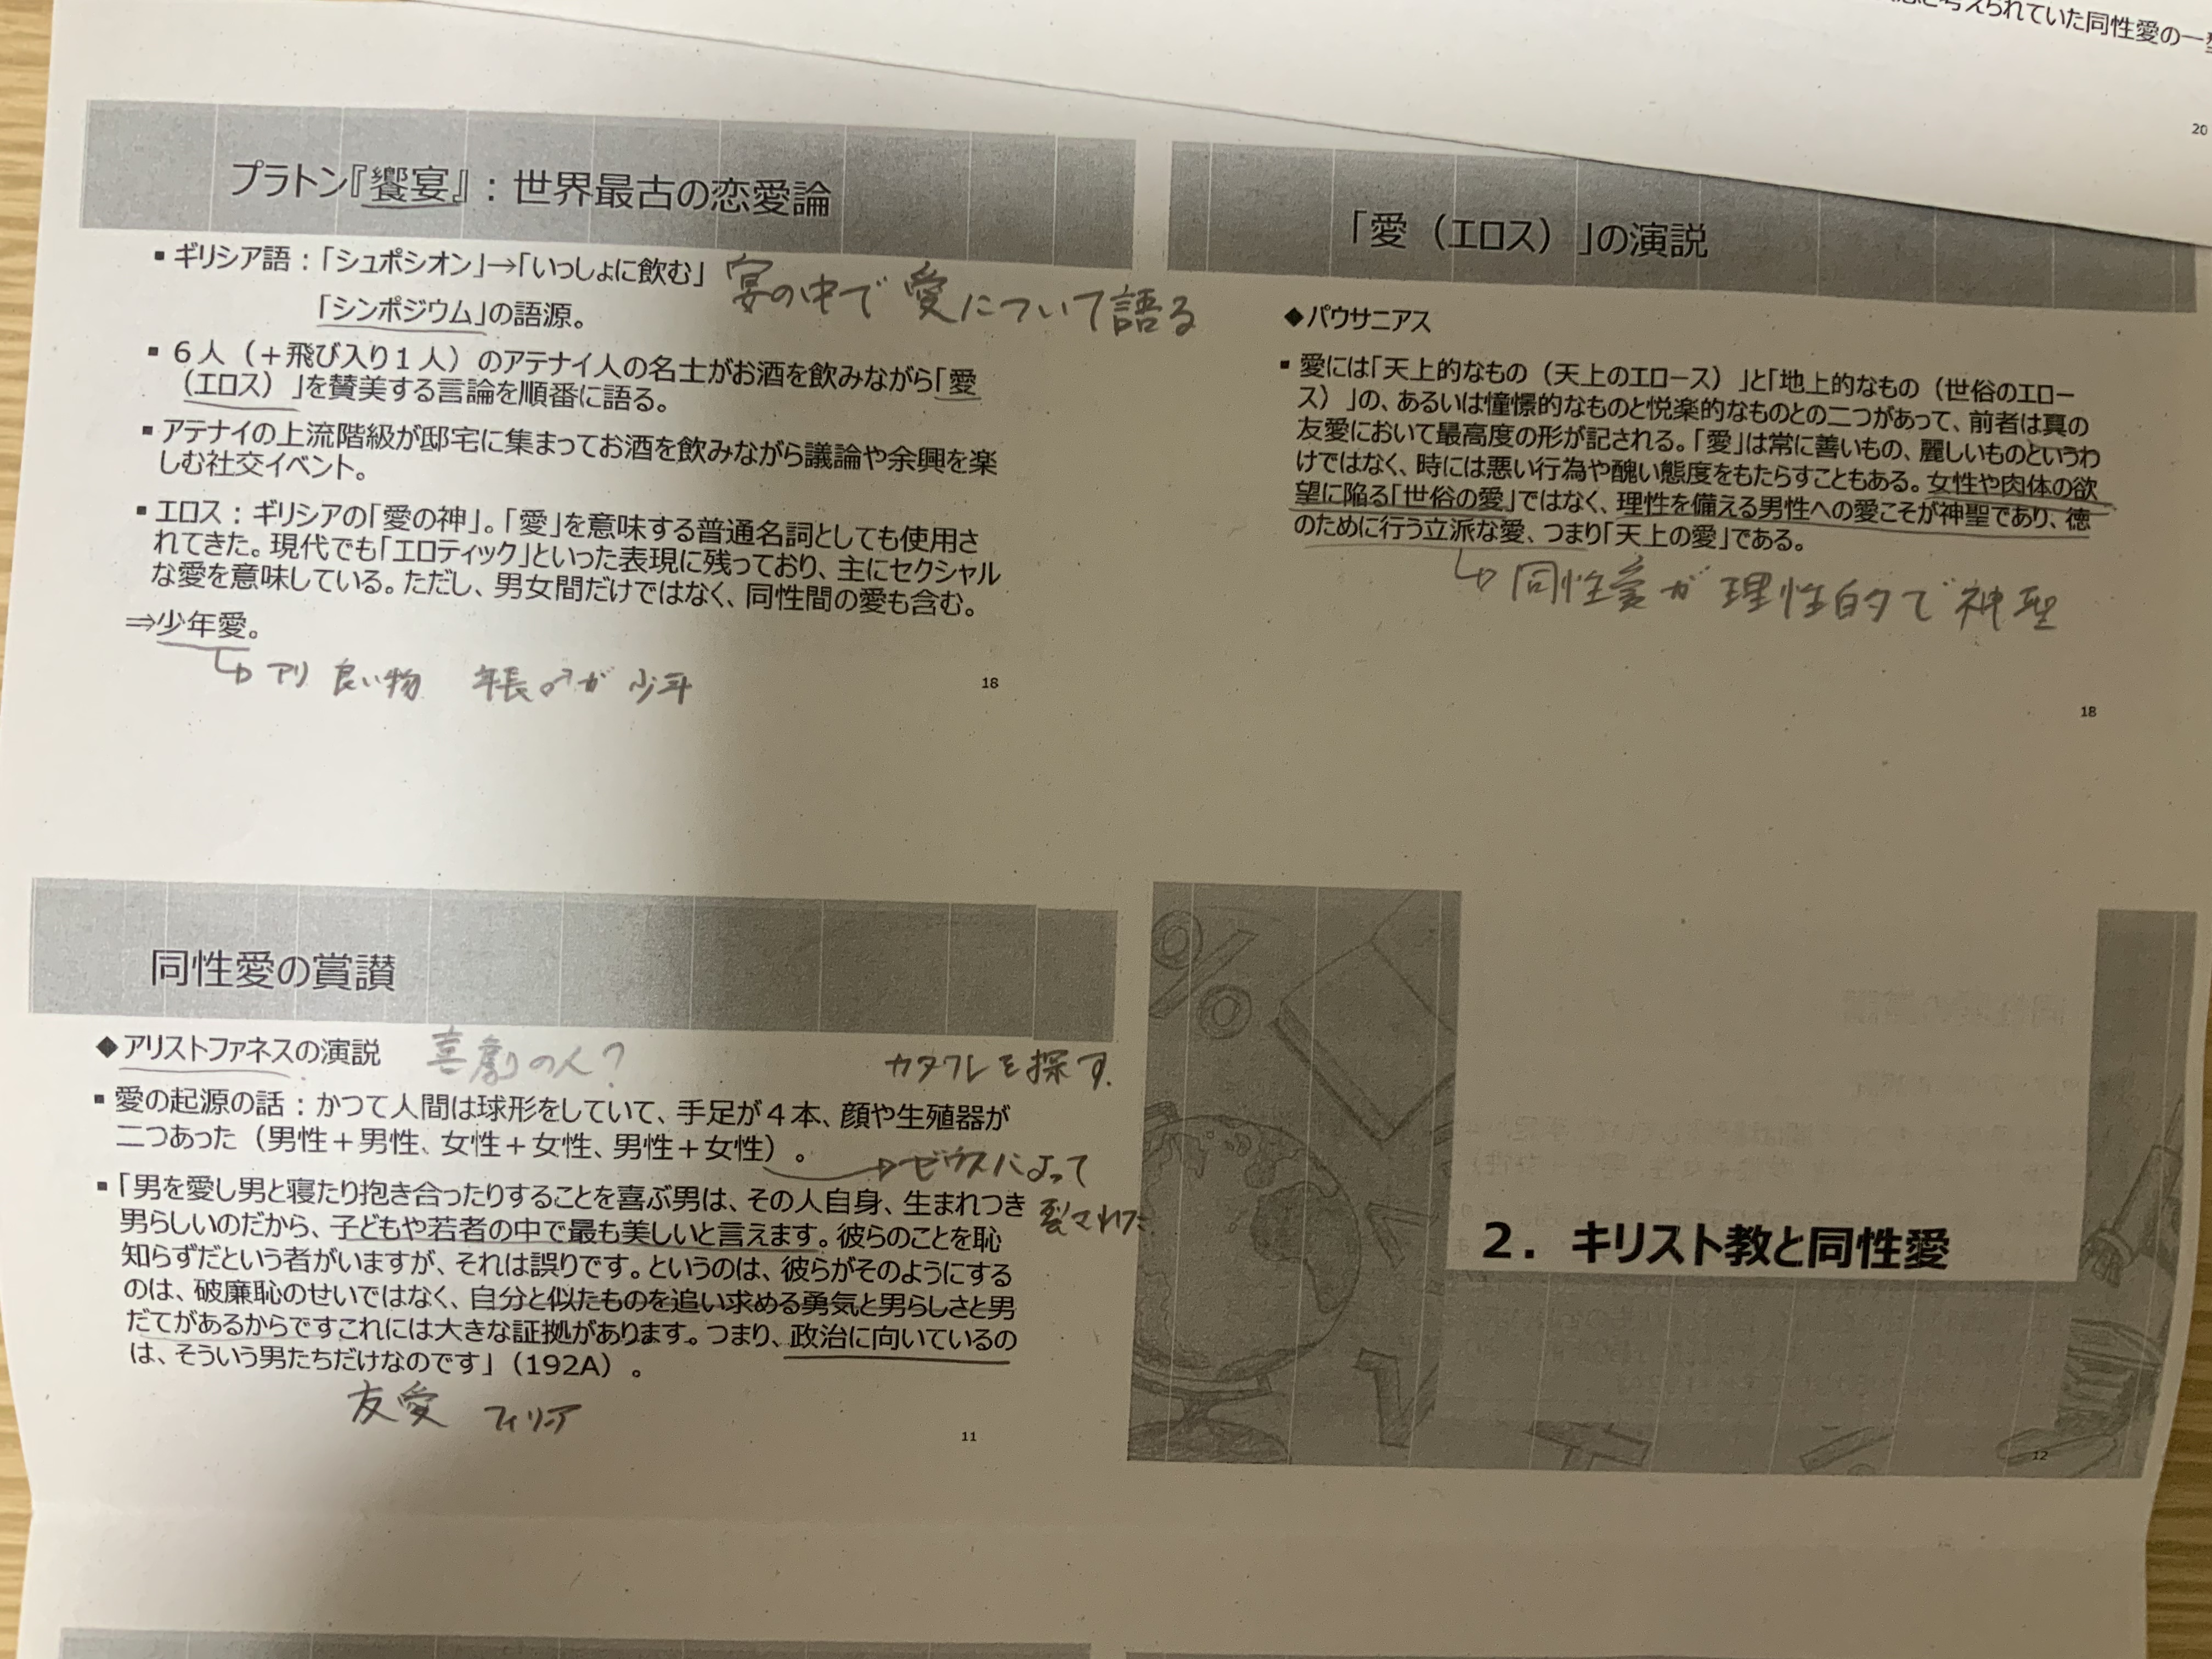 考えられていた同性愛の一
20
プラトン『饗宴』：世界最古の恋愛論
▪ ギリシア語：「シュポシオン」→「いっしょに飲む」 宴の中で 愛について語る
「シンポジウム」の語源。
▪ ６人（＋飛び入り１人）のアテナイ人の名士がお酒を飲みながら「愛
（エロス）」を賛美する言論を順番に語る。
▪ アテナイの上流階級が邸宅に集まってお酒を飲みながら議論や余興を楽
しむ社交イベント。
▪ エロス：ギリシアの「愛の神」。「愛」を意味する普通名詞としても使用さ
れてきた。現代でも「エロティック」といった表現に残っており、主にセクシャル
な愛を意味している。ただし、男女間だけではなく、同性間の愛も含む。
⇒少年愛。
↳ アリ 良い物 年長♂が 少年
18
「愛（エロス）」の演説
◆パウサニアス
▪ 愛には「天上的なもの（天上のエロース）」と「地上的なもの（世俗のエロー
ス）」の、あるいは憧憬的なものと悦楽的なものとの二つがあって、前者は真の
友愛において最高度の形が記される。「愛」は常に善いもの、麗しいものというわ
けではなく、時には悪い行為や醜い態度をもたらすこともある。女性や肉体の欲
望に陥る「世俗の愛」ではなく、理性を備える男性への愛こそが神聖であり、徳
のために行う立派な愛、つまり「天上の愛」である。
↳ 同性愛が 理性的で 神聖
18
同性愛の賞讃
◆アリストファネスの演説 喜劇の人？
カタワレを探す.
▪ 愛の起源の話：かつて人間は球形をしていて、手足が４本、顔や生殖器が
二つあった（男性＋男性、女性＋女性、男性＋女性）。
→ゼウスによって
裂かれた
▪ 「男を愛し男と寝たり抱き合ったりすることを喜ぶ男は、その人自身、生まれつき
男らしいのだから、子どもや若者の中で最も美しいと言えます。彼らのことを恥
知らずだという者がいますが、それは誤りです。というのは、彼らがそのようにする
のは、破廉恥のせいではなく、自分と似たものを追い求める勇気と男らしさと男
だてがあるからですこれには大きな証拠があります。つまり、政治に向いているの
は、そういう男たちだけなのです」（192A）。
友愛 フィリア
11
２．キリスト教と同性愛
12